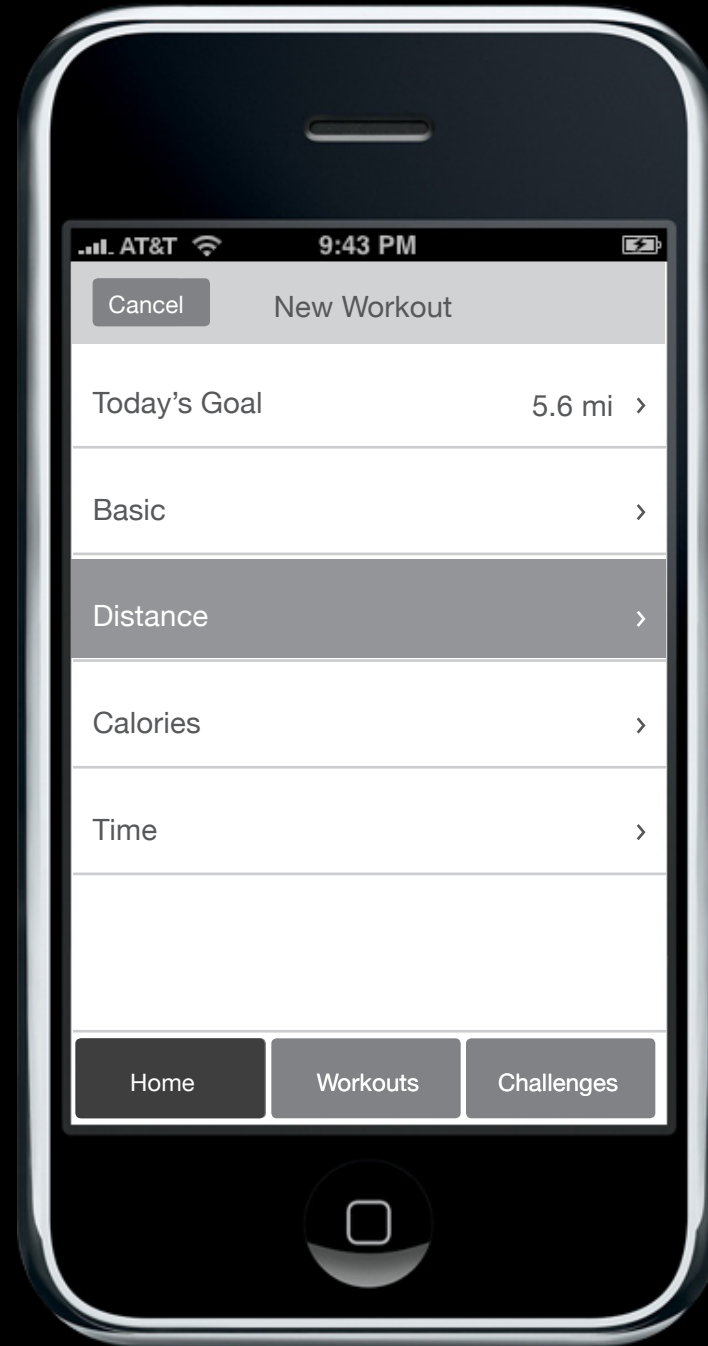 AT&T 9:43 PM
Cancel New Workout
Today’s Goal 5.6 mi ›
Basic ›
Distance ›
Calories ›
Time ›
Home Workouts Challenges